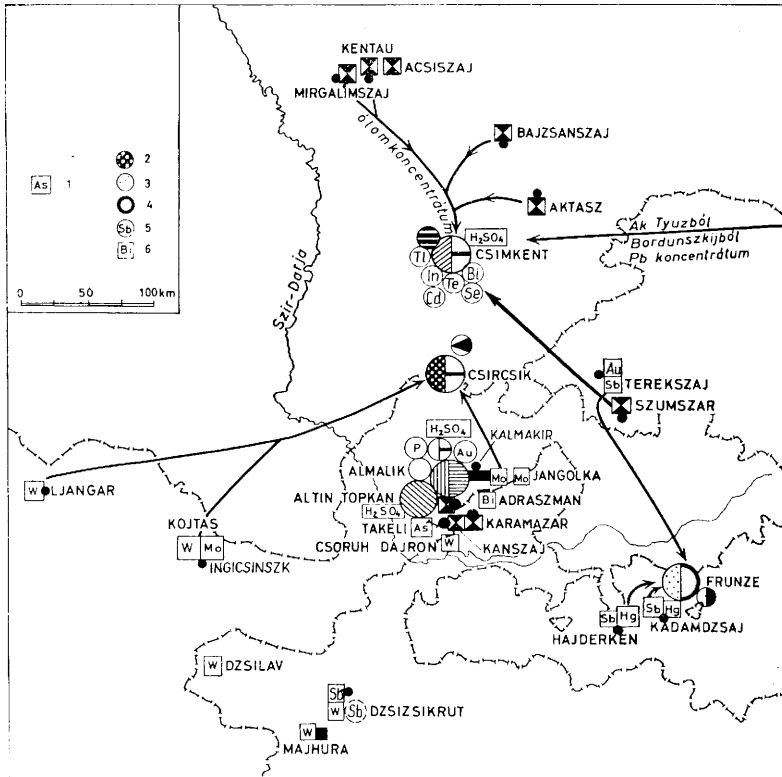 KENTAU
ACSISZAJ
MIRGALIMSZAJ
ólomkoncentrátum
BAJZSANSZAJ
AKTASZ
As 1
2
3
4
Sb 5
Bi 6
0 50 100km
Szir-Darja
H₂SO₄
CSIMKENT
Tl
In
Te
Bi
Cd
Se
Ak Tyuzból
Bordunszkijból
Pb koncentrátum
CSIRCSIK
Au
Sb TEREKSZAJ
SZUMSZAR
KALMAKIR
H₂SO₄
P
Au
ALMALIK
Mo
Mo
JANGOLKA
ALTIN TOPKAN
Bi ADRASZMAN
H₂SO₄
TAKELI
As
KARAMAZAR
CSORUH DAJRON
W
KANSZAJ
W LJANGAR
KOJTAS
W Mo
INGICSINSZK
FRUNZE
Sb Hg
Sb Hg
KADAMDZSAJ
HAJDERKEN
W DZSILAV
Sb
W
Sb
DZSIZSIKRUT
W
MAJHURA